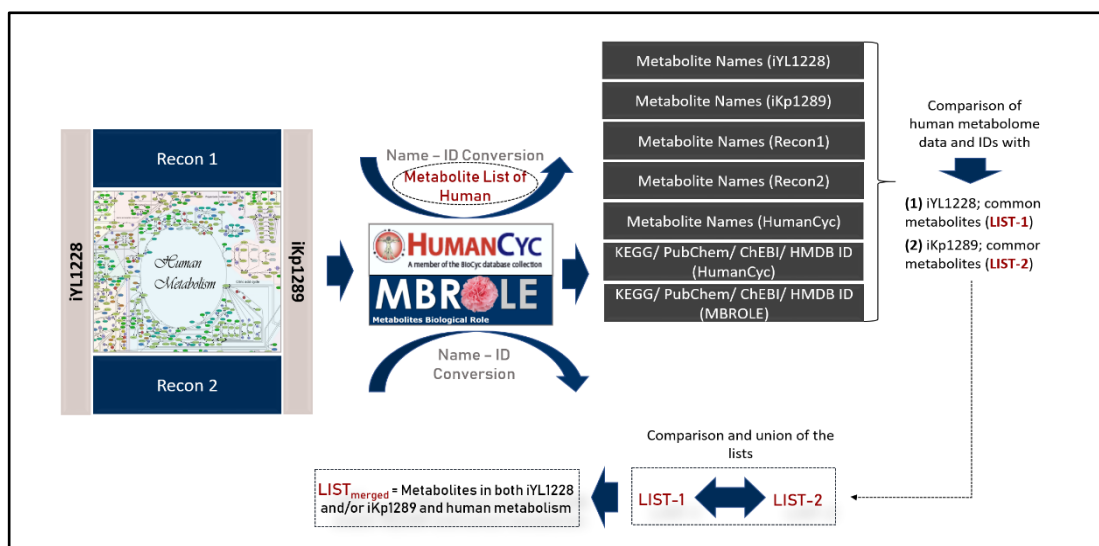 iYL1228
Recon 1
Human
Metabolism
Recon 2
iKp1289
Name – ID Conversion
Metabolite List of
Human
HUMANCYC
A member of the BioCyc database collection
MBROLE
Metabolites Biological Role
Name – ID
Conversion
Metabolite Names (iYL1228)
Metabolite Names (iKp1289)
Metabolite Names (Recon1)
Metabolite Names (Recon2)
Metabolite Names (HumanCyc)
KEGG/ PubChem/ ChEBI/ HMDB ID
(HumanCyc)
KEGG/ PubChem/ ChEBI/ HMDB ID
(MBROLE)
Comparison of
human metabolome
data and IDs with
(1) iYL1228; common
metabolites (LIST-1)
(2) iKp1289; common
metabolites (LIST-2)
Comparison and union of the
lists
LIST-1
LIST-2
LISTmerged = Metabolites in both iYL1228
and/or iKp1289 and human metabolism